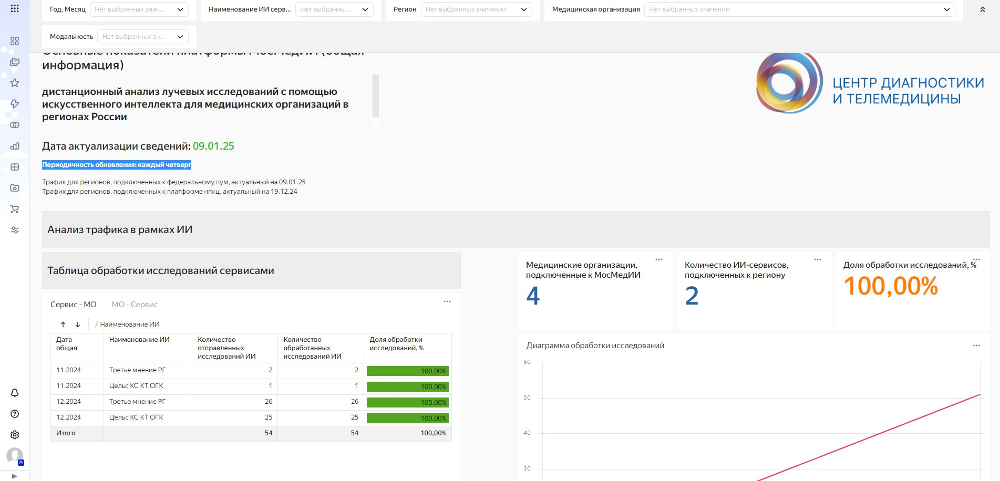 Год. Месяц
Нет выбранных знач...
Наименование ИИ серв...
Нет выбранны...
Регион
Нет выбранных значений
Медицинская организация
Нет выбранных значений
Модальность
Нет выбранных зн...
Основные показатели платформы МосМедИИ (общая
информация)
дистанционный анализ лучевых исследований с помощью
искусственного интеллекта для медицинских организаций в
регионах России
ЦЕНТР ДИАГНОСТИКИ
И ТЕЛЕМЕДИЦИНЫ
Дата актуализации сведений: 09.01.25
Периодичность обновления: каждый четверг
Трафик для регионов, подключенных к федеральному пум, актуальный на 09.01.25
Трафик для регионов, подключенных к платформе нпкц, актуальный на 19.12.24
Анализ трафика в рамках ИИ
Таблица обработки исследований сервисами
Сервис - МО
МО - Сервис
/ Наименование ИИ
Дата
общая
Наименование ИИ
Количество
отправленных
исследований ИИ
Количество
обработанных
исследований ИИ
Доля обработки
исследований, %
11.2024 Третье мнение РГ 2 2 100,00%
11.2024 Цельс КС КТ ОГК 1 1 100,00%
12.2024 Третье мнение РГ 26 26 100,00%
12.2024 Цельс КС КТ ОГК 25 25 100,00%
Итого 54 54 100,00%
Медицинские организации,
подключенные к МосМедИИ
4
Количество ИИ-сервисов,
подключенных к региону
2
Доля обработки исследований, %
100,00%
Диаграмма обработки исследований
60
50
40
30